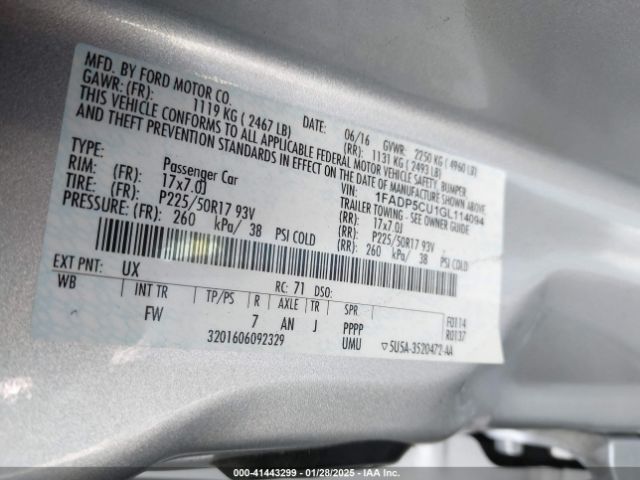 MFD. BY FORD MOTOR CO.
DATE: 06/16 GVWR: 2250 KG ( 4960 LB)
GAWR: (FR): 1119 KG ( 2467 LB) (RR): 1131 KG ( 2493 LB)
THIS VEHICLE CONFORMS TO ALL APPLICABLE FEDERAL MOTOR VEHICLE SAFETY, BUMPER,
AND THEFT PREVENTION STANDARDS IN EFFECT ON THE DATE OF MANUFACTURE SHOWN ABOVE
VIN: 1FADP5CU1GL114094
TYPE: Passenger Car TRAILER TOWING - SEE OWNER GUIDE
RIM: (FR) 17x7.0J (RR): 17x7.0J
TIRE: (FR): P225/50R17 93V (RR) P225/50R17 93V
PRESSURE: (FR): 260 kPa/ 38 PSI COLD (RR): 260 kPa/ 38 PSI COLD
EXT PNT: UX RC: 71 DSO:
WB INT TR TP/PS R AXLE TR SPR
FW 7 AN J PPPP F0114
UMU R0137
3201606092329 ▽ 5U5A-3520472-AA
000-41443299 | 01/28/2025 - IAA Inc.